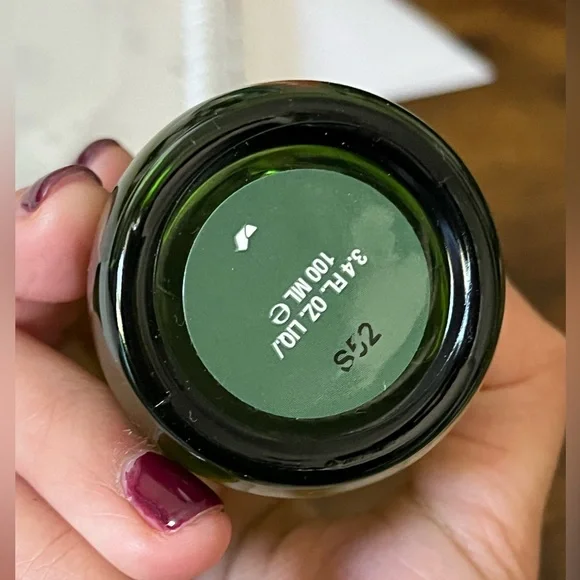 3.4 FL. OZ. LIQ./
100 ML ℮
S52